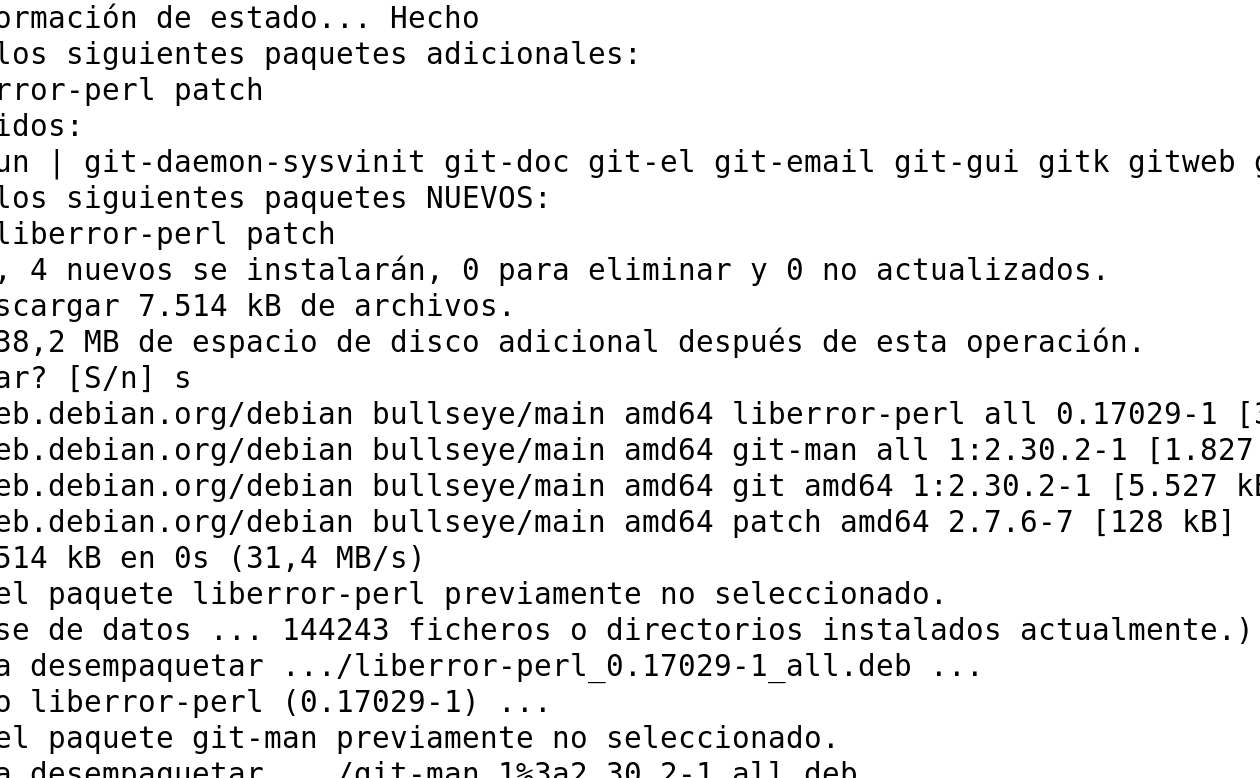 ormación de estado... Hecho
los siguientes paquetes adicionales:
rror-perl patch
idos:
un | git-daemon-sysvinit git-doc git-el git-email git-gui gitk gitweb
los siguientes paquetes NUEVOS:
liberror-perl patch
, 4 nuevos se instalarán, 0 para eliminar y 0 no actualizados.
scargar 7.514 kB de archivos.
38,2 MB de espacio de disco adicional después de esta operación.
ar? [S/n] s
eb.debian.org/debian bullseye/main amd64 liberror-perl all 0.17029-1 [3
eb.debian.org/debian bullseye/main amd64 git-man all 1:2.30.2-1 [1.827
eb.debian.org/debian bullseye/main amd64 git amd64 1:2.30.2-1 [5.527 kB
eb.debian.org/debian bullseye/main amd64 patch amd64 2.7.6-7 [128 kB]
514 kB en 0s (31,4 MB/s)
el paquete liberror-perl previamente no seleccionado.
se de datos ... 144243 ficheros o directorios instalados actualmente.)
a desempaquetar .../liberror-perl_0.17029-1_all.deb ...
o liberror-perl (0.17029-1) ...
el paquete git-man previamente no seleccionado.
a desempaquetar .../git-man_1%3a2.30.2-1_all.deb ...